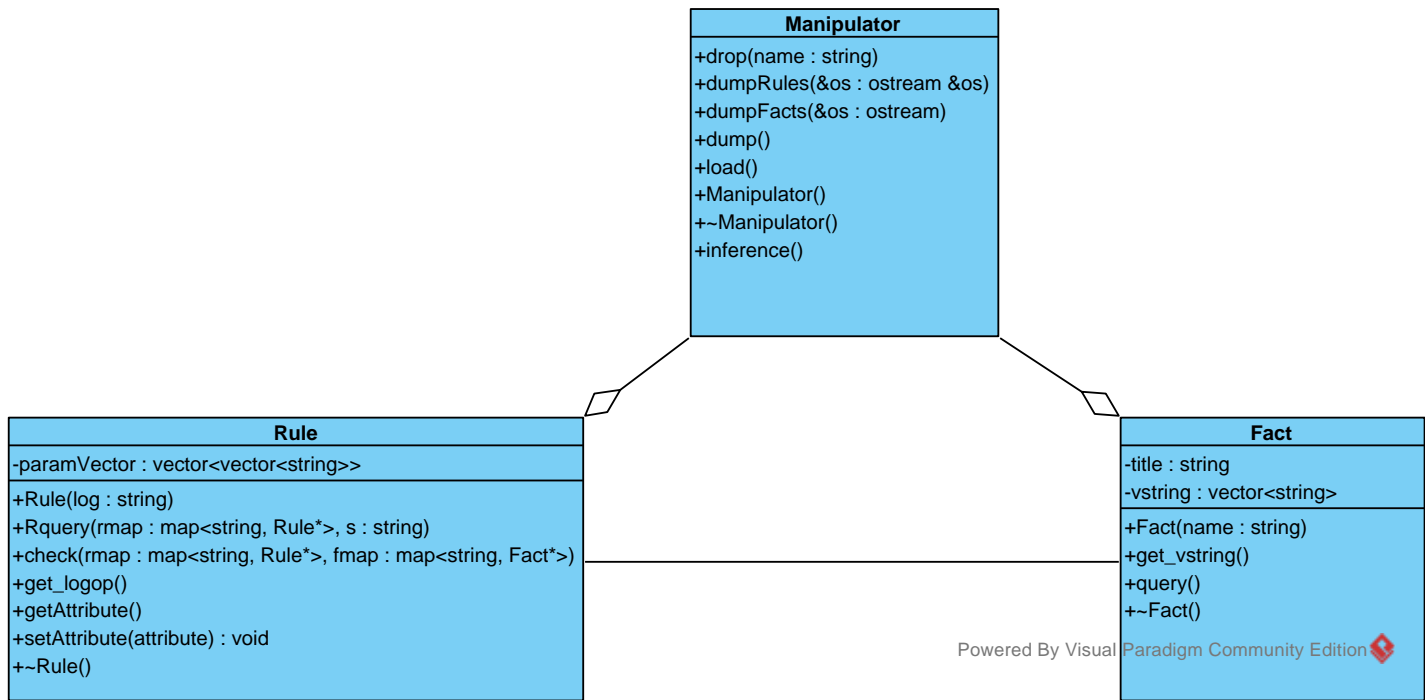 Manipulator
+drop(name : string)
+dumpRules(&os : ostream &os)
+dumpFacts(&os : ostream)
+dump()
+load()
+Manipulator()
+~Manipulator()
+inference()
Rule
-paramVector : vector<vector<string>>
+Rule(log : string)
+Rquery(rmap : map<string, Rule*>, s : string)
+check(rmap : map<string, Rule*>, fmap : map<string, Fact*>)
+get_logop()
+getAttribute()
+setAttribute(attribute) : void
+~Rule()
Fact
-title : string
-vstring : vector<string>
+Fact(name : string)
+get_vstring()
+query()
+~Fact()
Powered By Visual Paradigm Community Edition